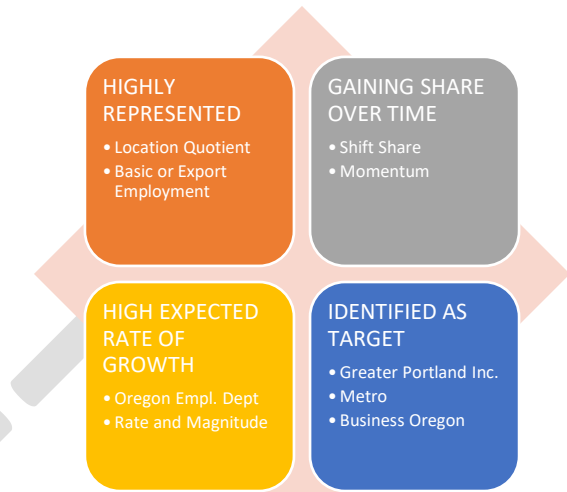 HIGHLY
REPRESENTED
• Location Quotient
• Basic or Export
Employment
GAINING SHARE
OVER TIME
• Shift Share
• Momentum
HIGH EXPECTED
RATE OF
GROWTH
• Oregon Empl. Dept
• Rate and Magnitude
IDENTIFIED AS
TARGET
• Greater Portland Inc.
• Metro
• Business Oregon